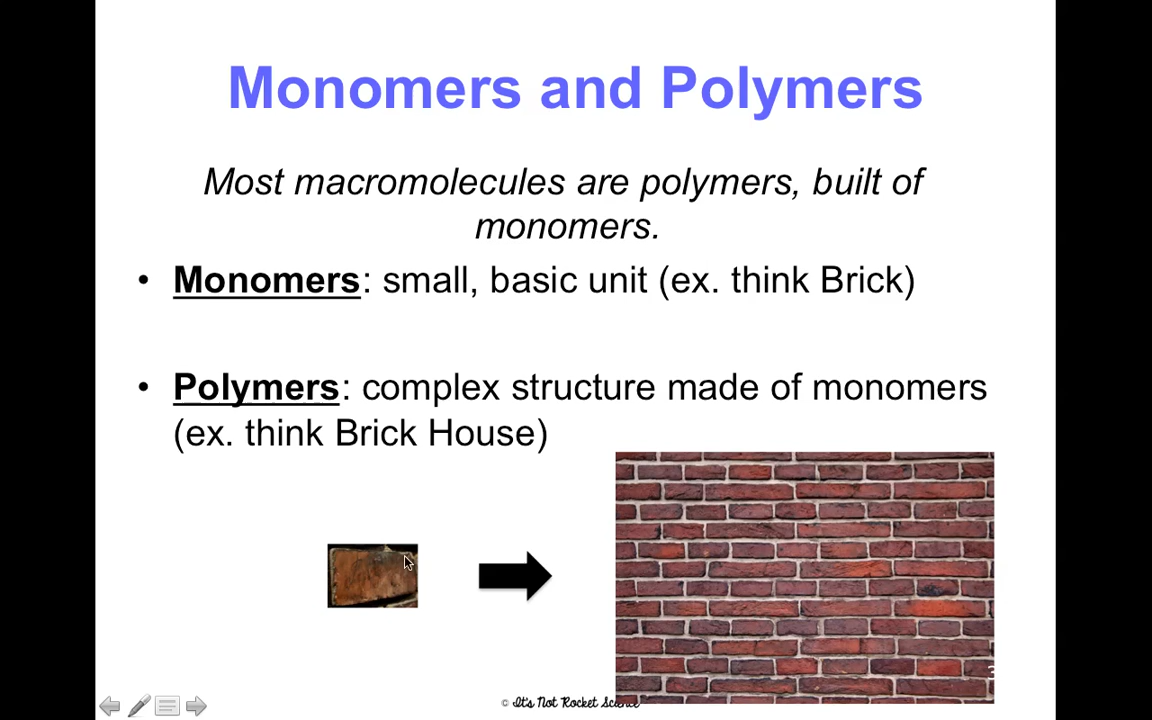 Monomers and Polymers
Most macromolecules are polymers, built of
monomers.
• Monomers: small, basic unit (ex. think Brick)
• Polymers: complex structure made of monomers
(ex. think Brick House)
© It's Not Rocket Science